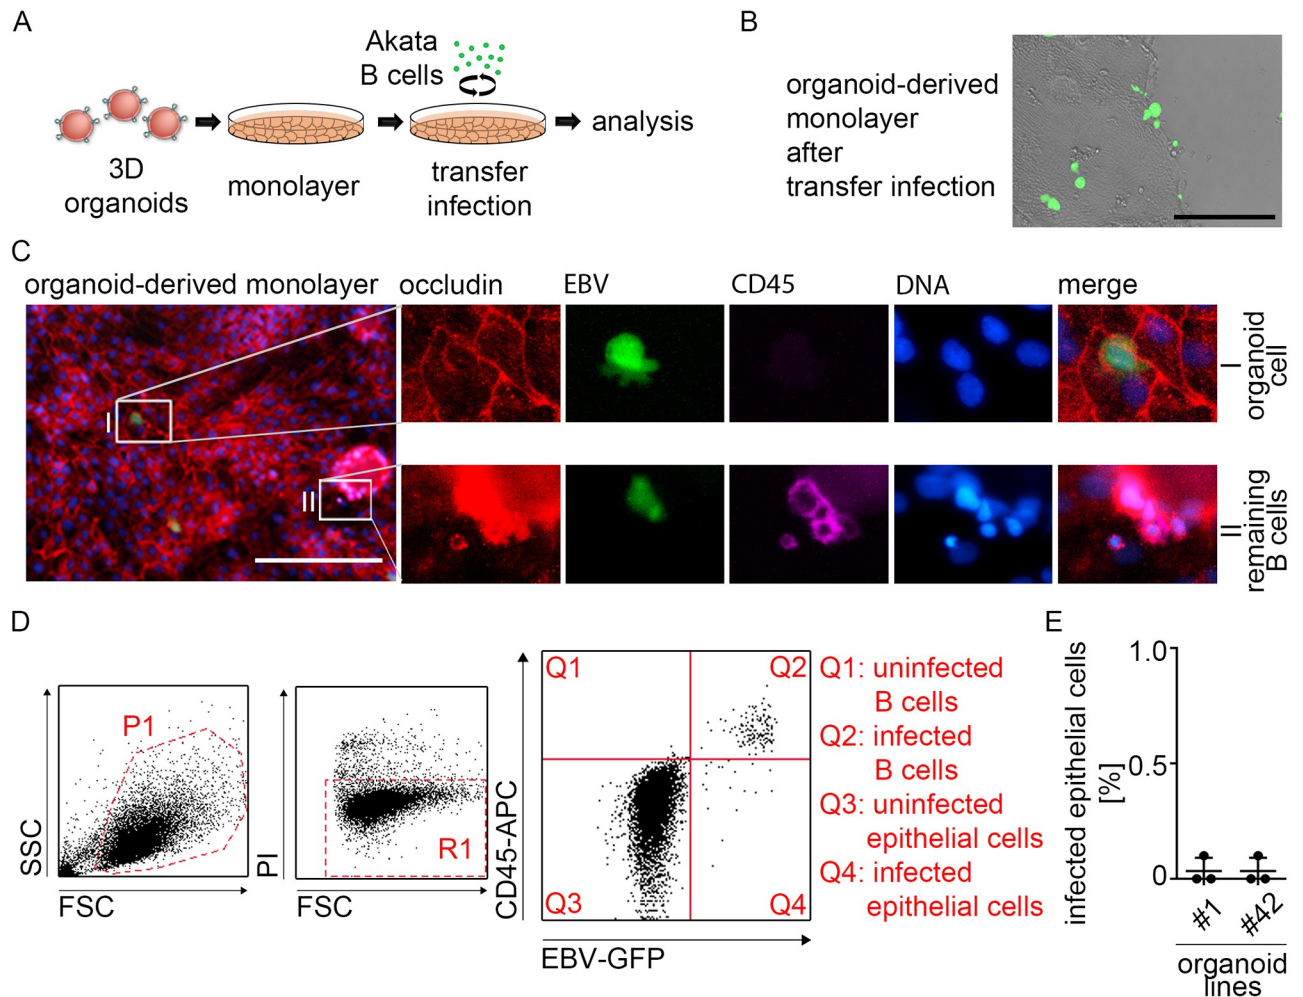 A
Akata
B cells
3D
organoids
monolayer
transfer
infection
analysis
B
organoid-derived
monolayer
after
transfer infection
C
organoid-derived monolayer
occludin
EBV
CD45
DNA
merge
I
II
I
organoid
cell
II
remaining
B cells
D
SSC
P1
FSC
PI
R1
FSC
CD45-APC
Q1
Q2
Q3
Q4
EBV-GFP
Q1: uninfected
B cells
Q2: infected
B cells
Q3: uninfected
epithelial cells
Q4: infected
epithelial cells
E
infected epithelial cells
[%]
1.0
0.5
0
#1
#42
organoid
lines